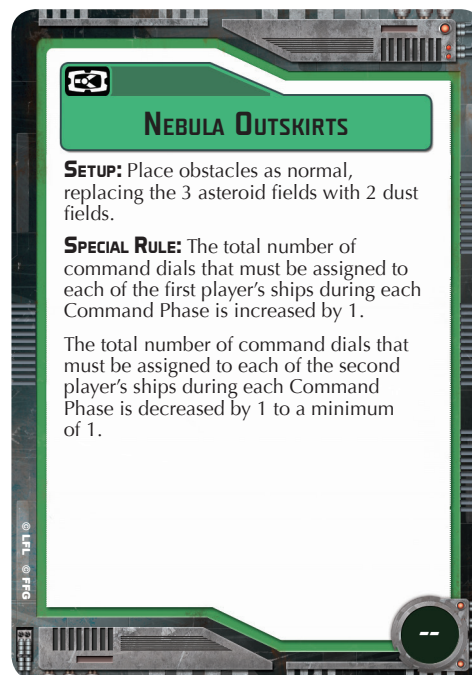 Nebula Outskirts
Setup: Place obstacles as normal,
replacing the 3 asteroid fields with 2 dust
fields.
Special Rule: The total number of
command dials that must be assigned to
each of the first player's ships during each
Command Phase is increased by 1.
The total number of command dials that
must be assigned to each of the second
player's ships during each Command
Phase is decreased by 1 to a minimum
of 1.
© LFL © FFG
--